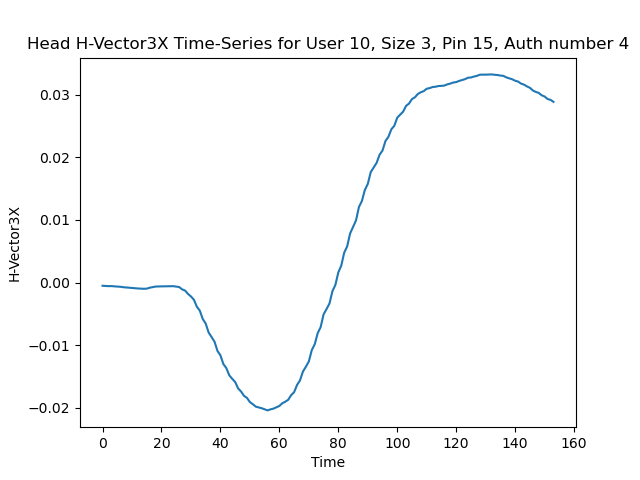 Head H-Vector3X Time-Series for User 10, Size 3, Pin 15, Auth number 4
H-Vector3X
0.03
0.02
0.01
0.00
−0.01
−0.02
0 20 40 60 80 100 120 140 160
Time